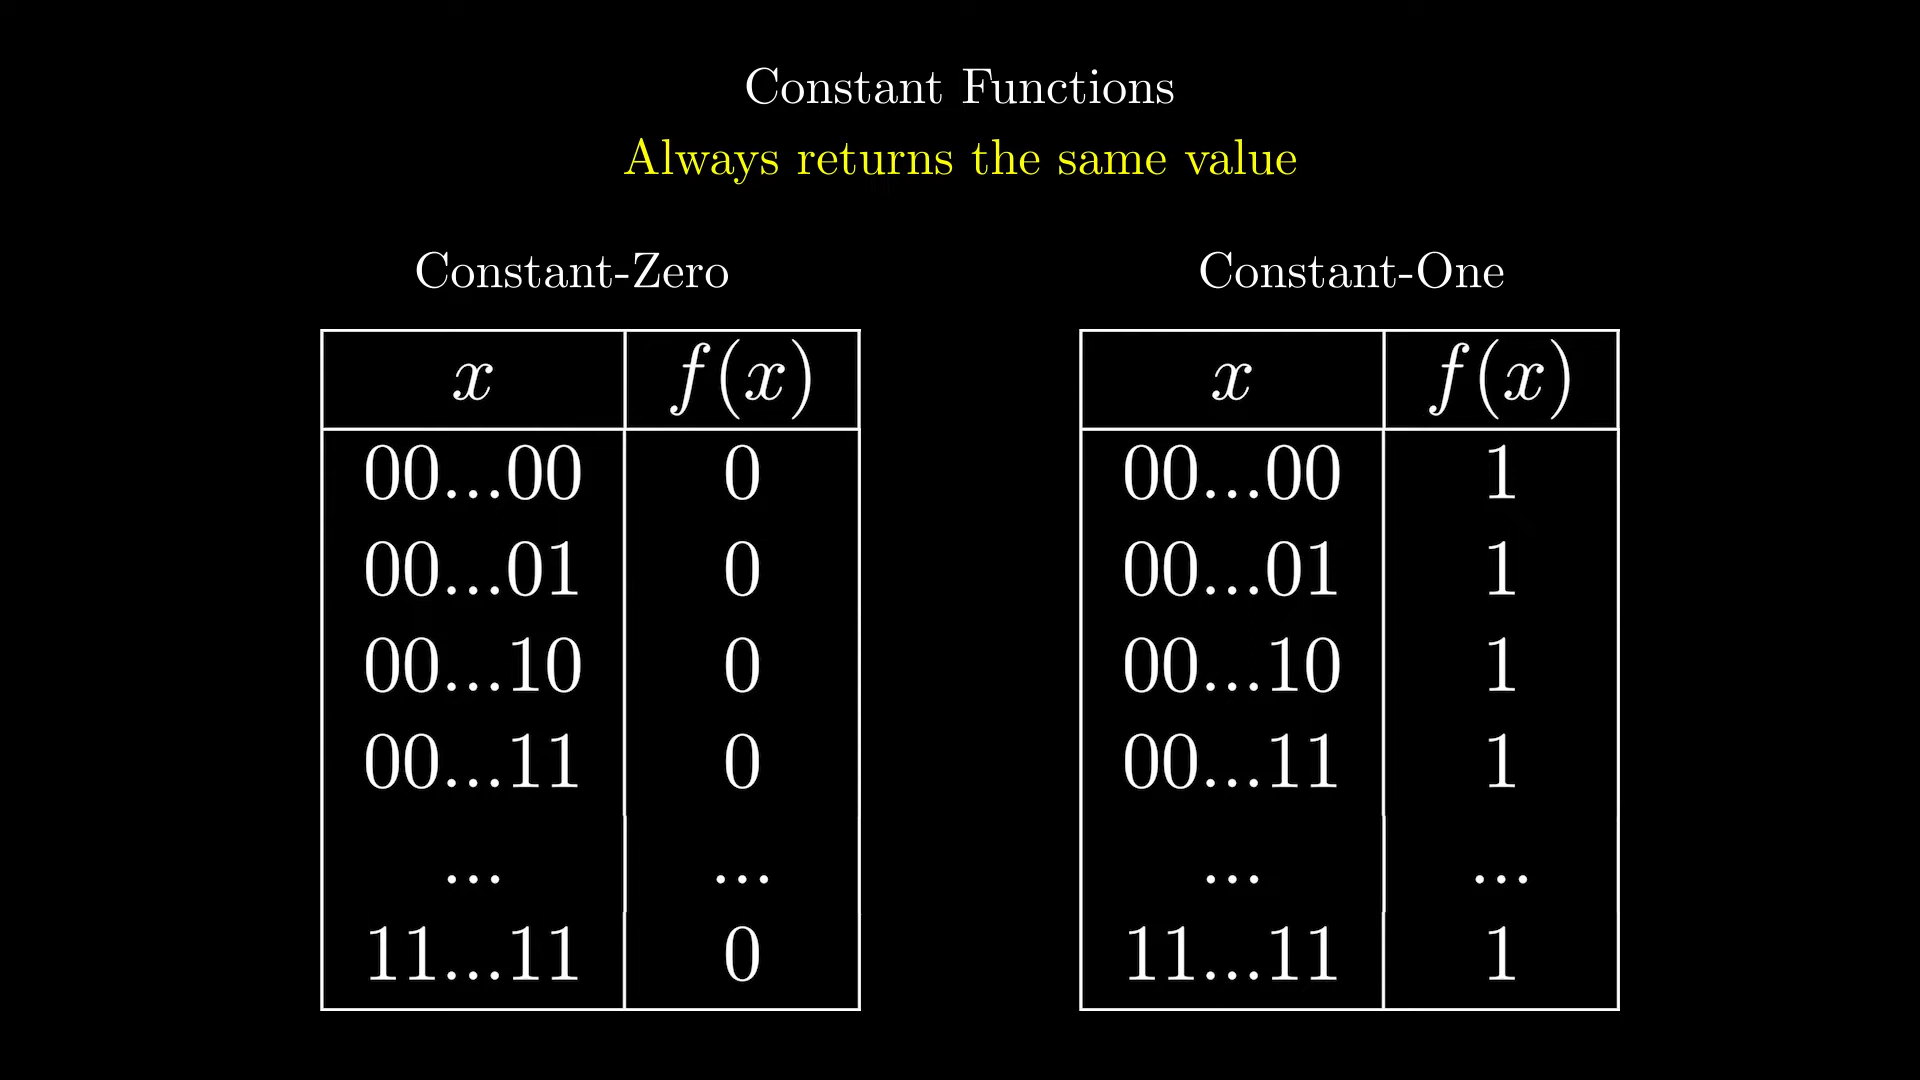 Constant Functions
Always returns the same value
Constant-Zero
x f(x)
00...00 0
00...01 0
00...10 0
00...11 0
... ...
11...11 0
Constant-One
x f(x)
00...00 1
00...01 1
00...10 1
00...11 1
... ...
11...11 1